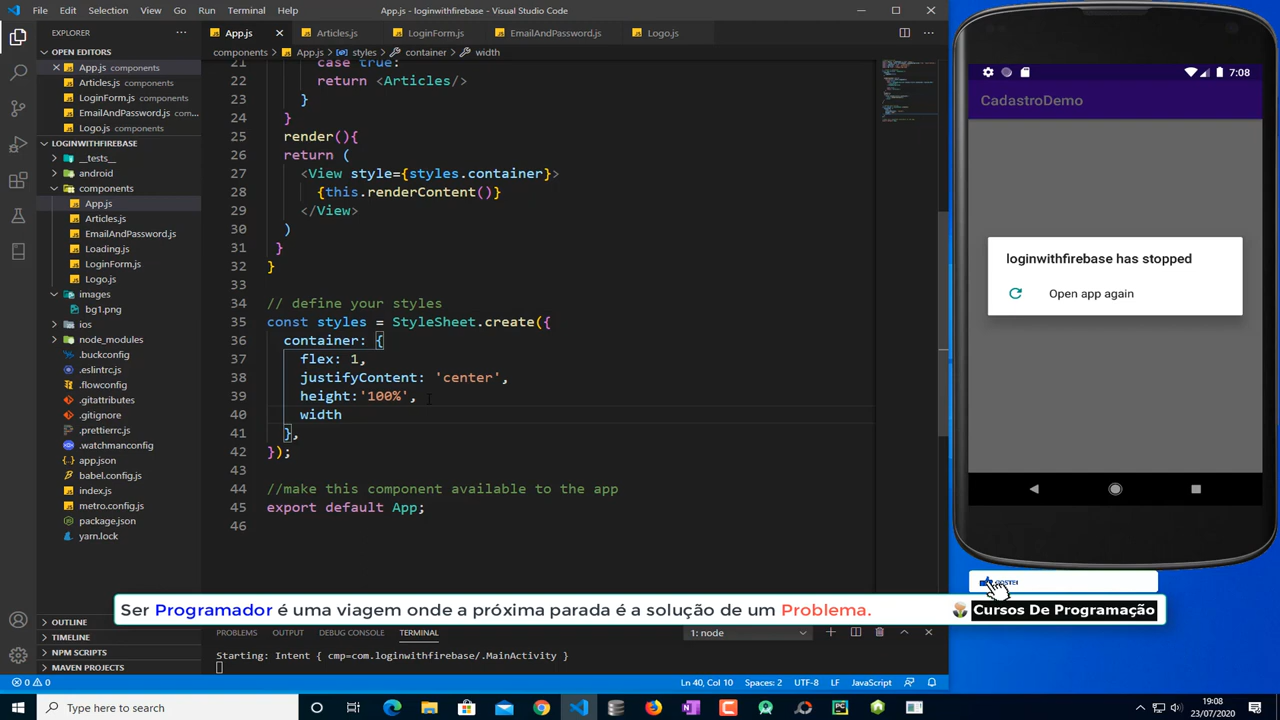 File Edit Selection View Go Run Terminal Help App.js - loginwithfirebase - Visual Studio Code
EXPLORER
OPEN EDITORS
App.js components
Articles.js components
LoginForm.js components
EmailAndPassword.js com...
Logo.js components
LOGINWITHFIREBASE
__tests__
android
components
App.js
Articles.js
EmailAndPassword.js
Loading.js
LoginForm.js
Logo.js
images
bg1.png
ios
node_modules
.buckconfig
.eslintrc.js
.flowconfig
.gitattributes
.gitignore
.prettierrc.js
.watchmanconfig
app.json
babel.config.js
index.js
metro.config.js
package.json
yarn.lock
OUTLINE
TIMELINE
NPM SCRIPTS
MAVEN PROJECTS
App.js Articles.js LoginForm.js EmailAndPassword.js Logo.js
components > App.js > styles > container > width
21 case true:
22 return <Articles/>
23 }
24 }
25 render(){
26 return (
27 <View style={styles.container}>
28 {this.renderContent()}
29 </View>
30 )
31 }
32 }
33
34 // define your styles
35 const styles = StyleSheet.create({
36 container: {
37 flex: 1,
38 justifyContent: 'center',
39 height:'100%',
40 width
41 },
42 });
43
44 //make this component available to the app
45 export default App;
46
7:08
CadastroDemo
loginwithfirebase has stopped
Open app again
GOSTEI
Ser Programador é uma viagem onde a próxima parada é a solução de um Problema.
Cursos De Programação
PROBLEMS OUTPUT DEBUG CONSOLE TERMINAL 1: node
Starting: Intent { cmp=com.loginwithfirebase/.MainActivity }
0 0 Ln 40, Col 10 Spaces: 2 UTF-8 LF JavaScript
Type here to search
19:08
23/07/2020